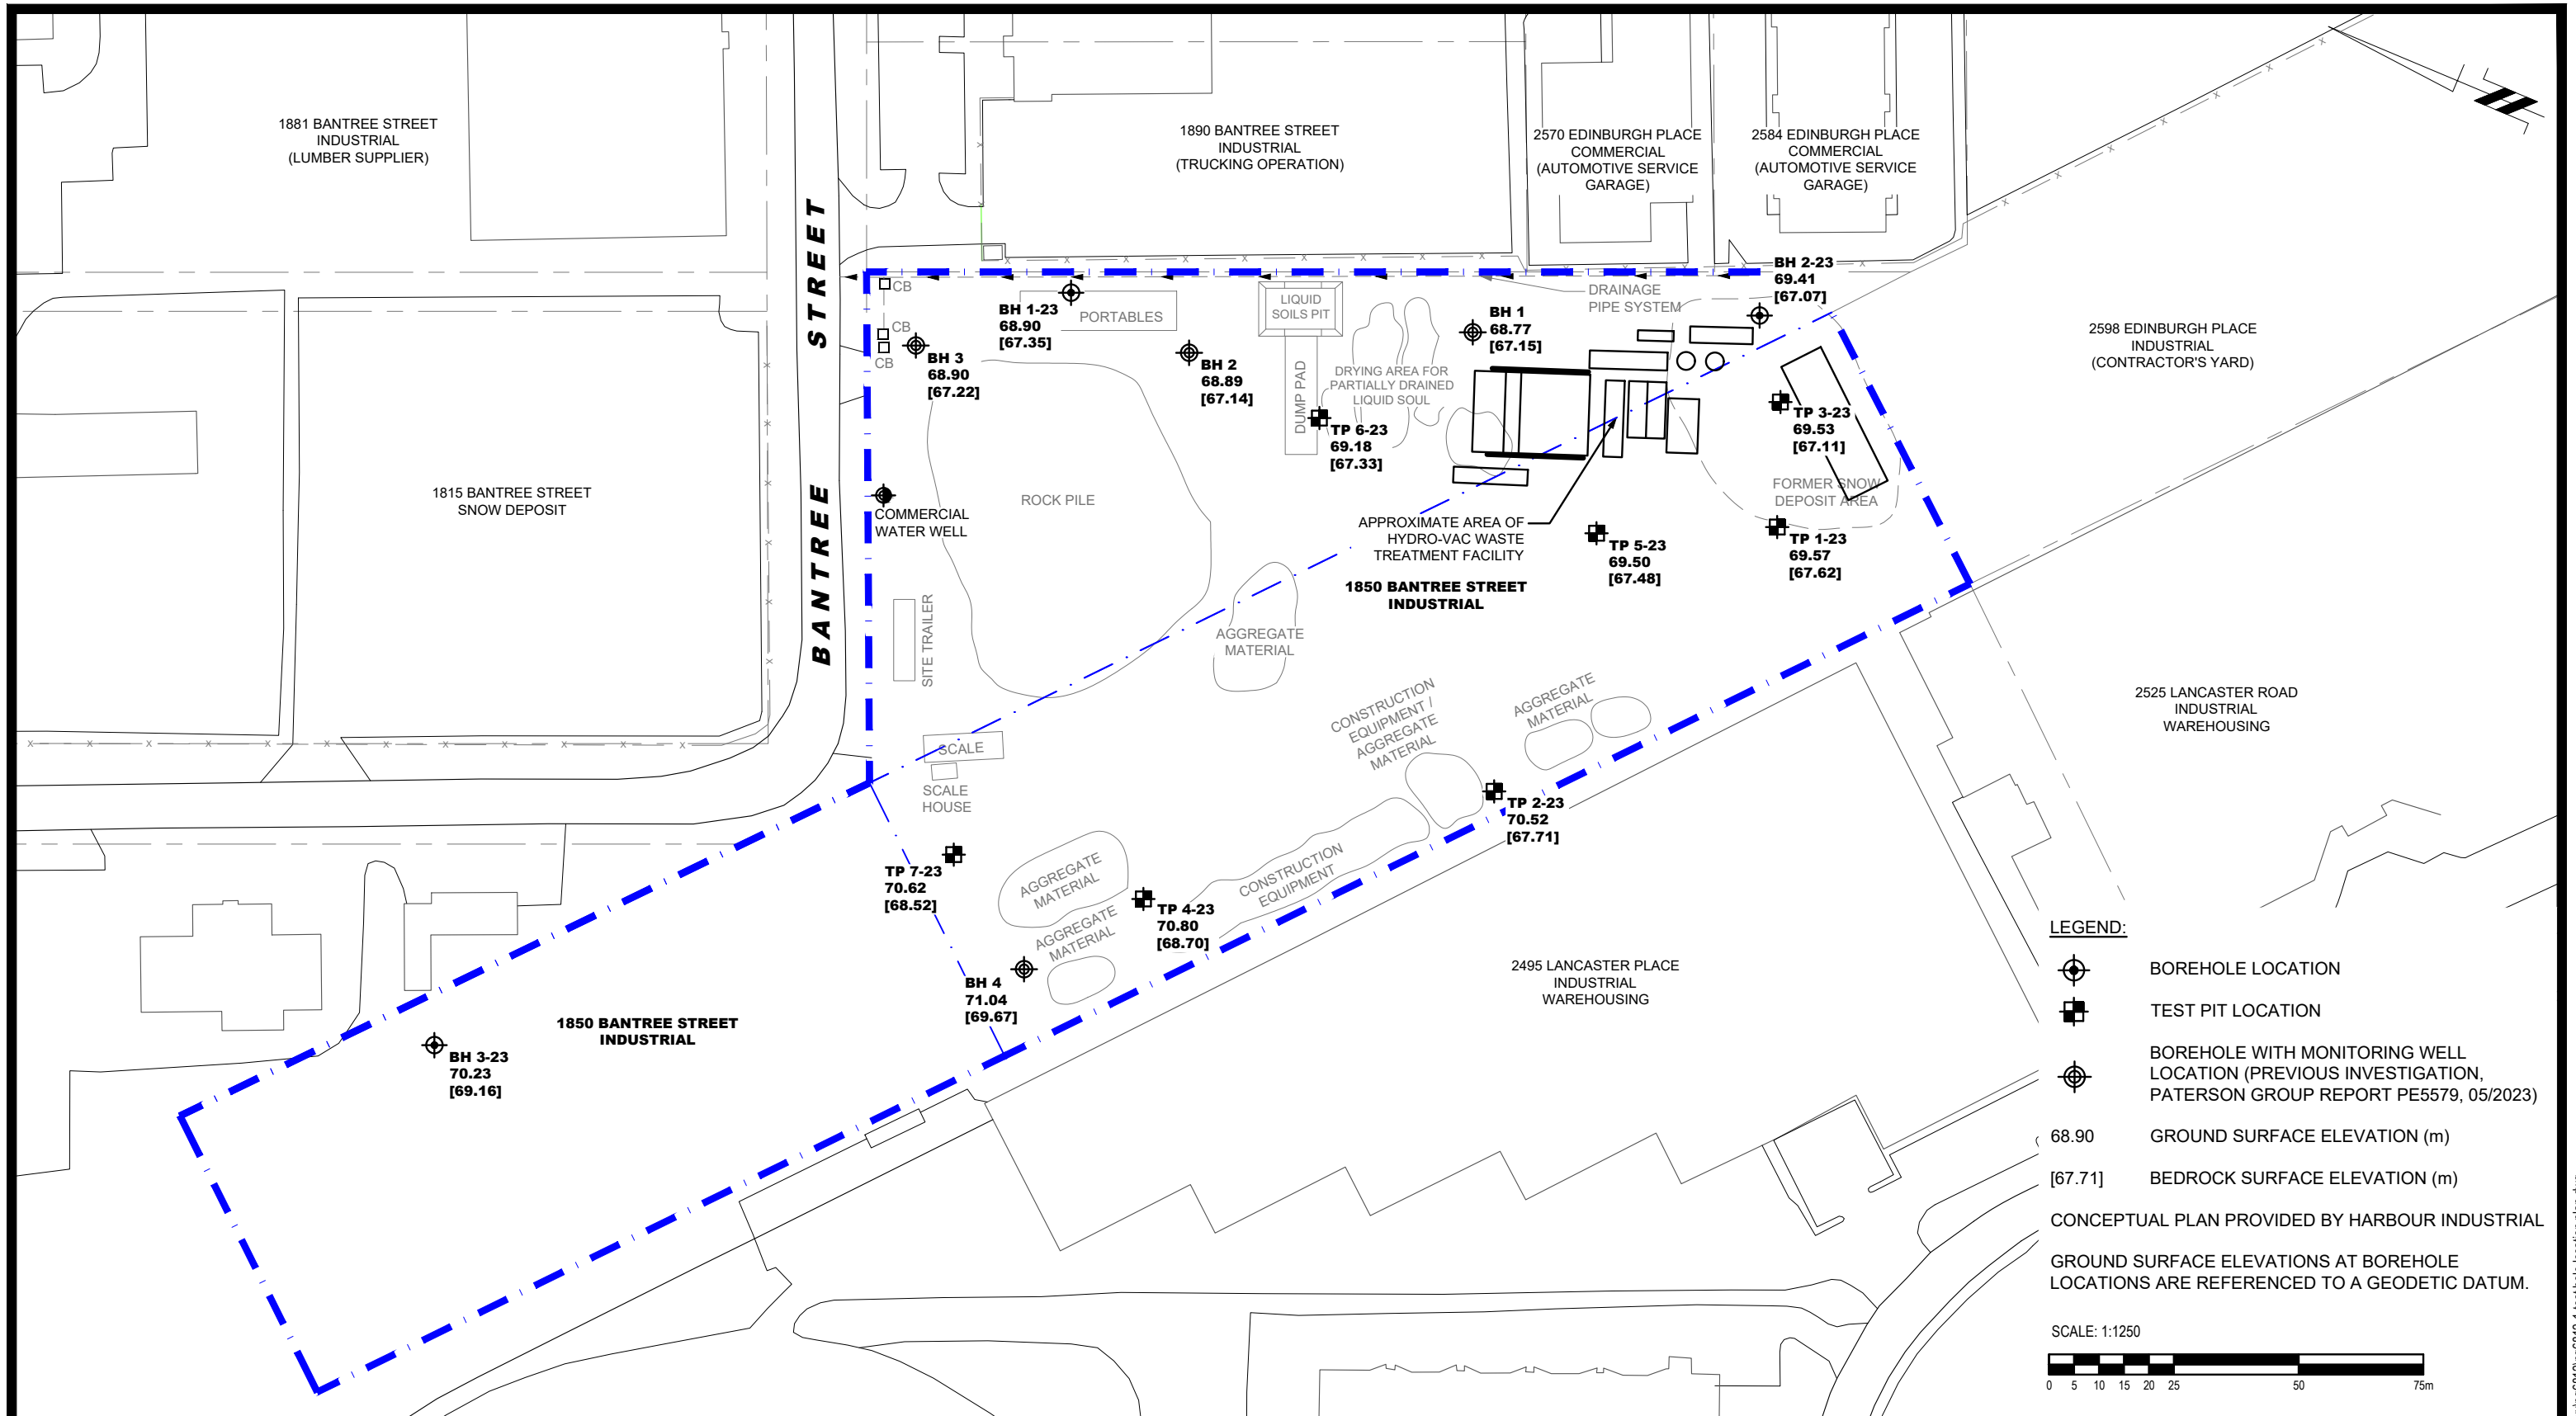 1881 BANTREE STREET
INDUSTRIAL
(LUMBER SUPPLIER)
1890 BANTREE STREET
INDUSTRIAL
(TRUCKING OPERATION)
2570 EDINBURGH PLACE
COMMERCIAL
(AUTOMOTIVE SERVICE
GARAGE)
2584 EDINBURGH PLACE
COMMERCIAL
(AUTOMOTIVE SERVICE
GARAGE)
BANTREE STREET
BH 2-23
69.41
[67.07]
CB
CB
CB
BH 1-23
68.90
[67.35]
PORTABLES
LIQUID
SOILS PIT
DRAINAGE
PIPE SYSTEM
BH 1
68.77
[67.15]
2598 EDINBURGH PLACE
INDUSTRIAL
(CONTRACTOR'S YARD)
BH 3
68.90
[67.22]
BH 2
68.89
[67.14]
DUMP PAD
DRYING AREA FOR
PARTIALLY DRAINED
LIQUID SOUL
TP 6-23
69.18
[67.33]
TP 3-23
69.53
[67.11]
FORMER SNOW
DEPOSIT AREA
1815 BANTREE STREET
SNOW DEPOSIT
ROCK PILE
COMMERCIAL
WATER WELL
APPROXIMATE AREA OF
HYDRO-VAC WASTE
TREATMENT FACILITY
TP 5-23
69.50
[67.48]
TP 1-23
69.57
[67.62]
1850 BANTREE STREET
INDUSTRIAL
SITE TRAILER
AGGREGATE
MATERIAL
CONSTRUCTION
EQUIPMENT /
AGGREGATE
MATERIAL
AGGREGATE
MATERIAL
2525 LANCASTER ROAD
INDUSTRIAL
WAREHOUSING
SCALE
SCALE
HOUSE
TP 2-23
70.52
[67.71]
TP 7-23
70.62
[68.52]
AGGREGATE
MATERIAL
CONSTRUCTION
EQUIPMENT
TP 4-23
70.80
[68.70]
AGGREGATE
MATERIAL
BH 4
71.04
[69.67]
2495 LANCASTER PLACE
INDUSTRIAL
WAREHOUSING
1850 BANTREE STREET
INDUSTRIAL
BH 3-23
70.23
[69.16]
LEGEND:
BOREHOLE LOCATION
TEST PIT LOCATION
BOREHOLE WITH MONITORING WELL
LOCATION (PREVIOUS INVESTIGATION,
PATERSON GROUP REPORT PE5579, 05/2023)
68.90 GROUND SURFACE ELEVATION (m)
[67.71] BEDROCK SURFACE ELEVATION (m)
CONCEPTUAL PLAN PROVIDED BY HARBOUR INDUSTRIAL
GROUND SURFACE ELEVATIONS AT BOREHOLE
LOCATIONS ARE REFERENCED TO A GEODETIC DATUM.
SCALE: 1:1250
0 5 10 15 20 25 50 75m